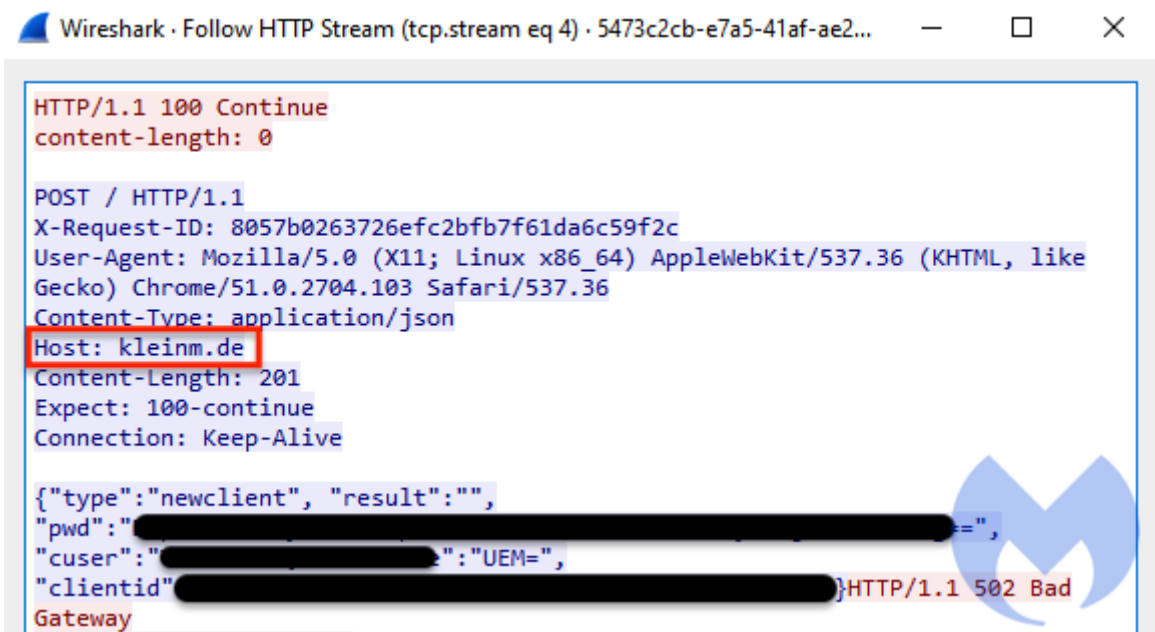 Wireshark · Follow HTTP Stream (tcp.stream eq 4) · 5473c2cb-e7a5-41af-ae2...
HTTP/1.1 100 Continue
content-length: 0
POST / HTTP/1.1
X-Request-ID: 8057b0263726efc2bfb7f61da6c59f2c
User-Agent: Mozilla/5.0 (X11; Linux x86_64) AppleWebKit/537.36 (KHTML, like
Gecko) Chrome/51.0.2704.103 Safari/537.36
Content-Type: application/json
Host: kleinm.de
Content-Length: 201
Expect: 100-continue
Connection: Keep-Alive
{"type":"newclient", "result":"",
"pwd":" =",
"cuser":" ":"UEM=",
"clientid" }HTTP/1.1 502 Bad
Gateway